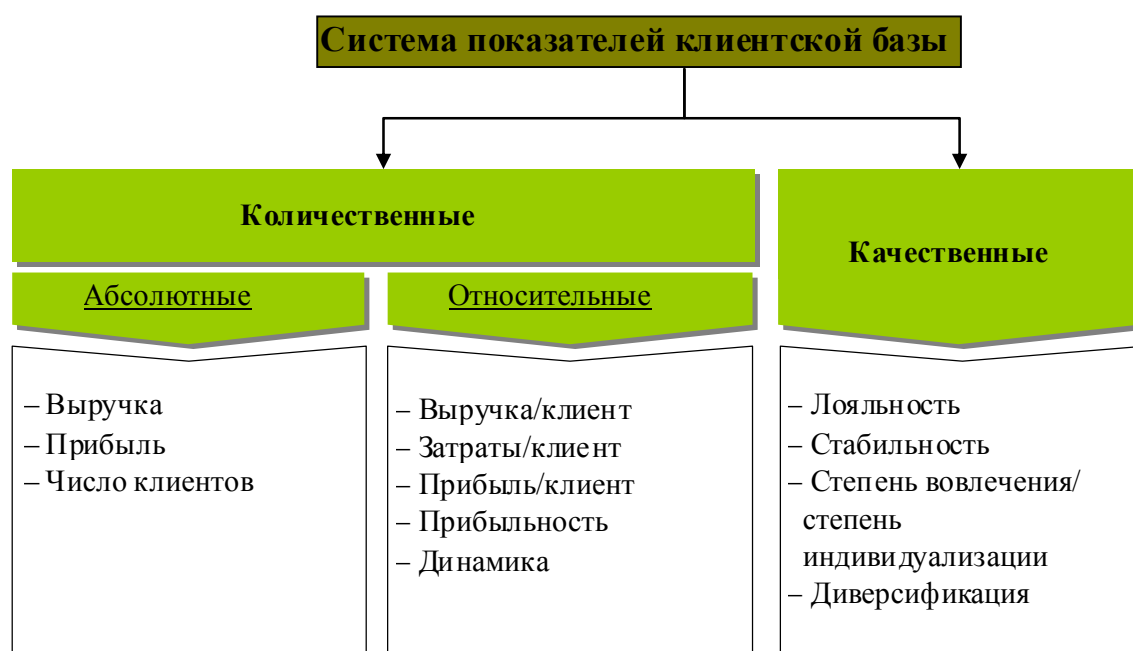 Система показателей клиентской базы
Количественные
Абсолютные
– Выручка
– Прибыль
– Число клиентов
Относительные
– Выручка/клиент
– Затраты/клиент
– Прибыль/клиент
– Прибыльность
– Динамика
Качественные
– Лояльность
– Стабильность
– Степень вовлечения/
степень
индивидуализации
– Диверсификация